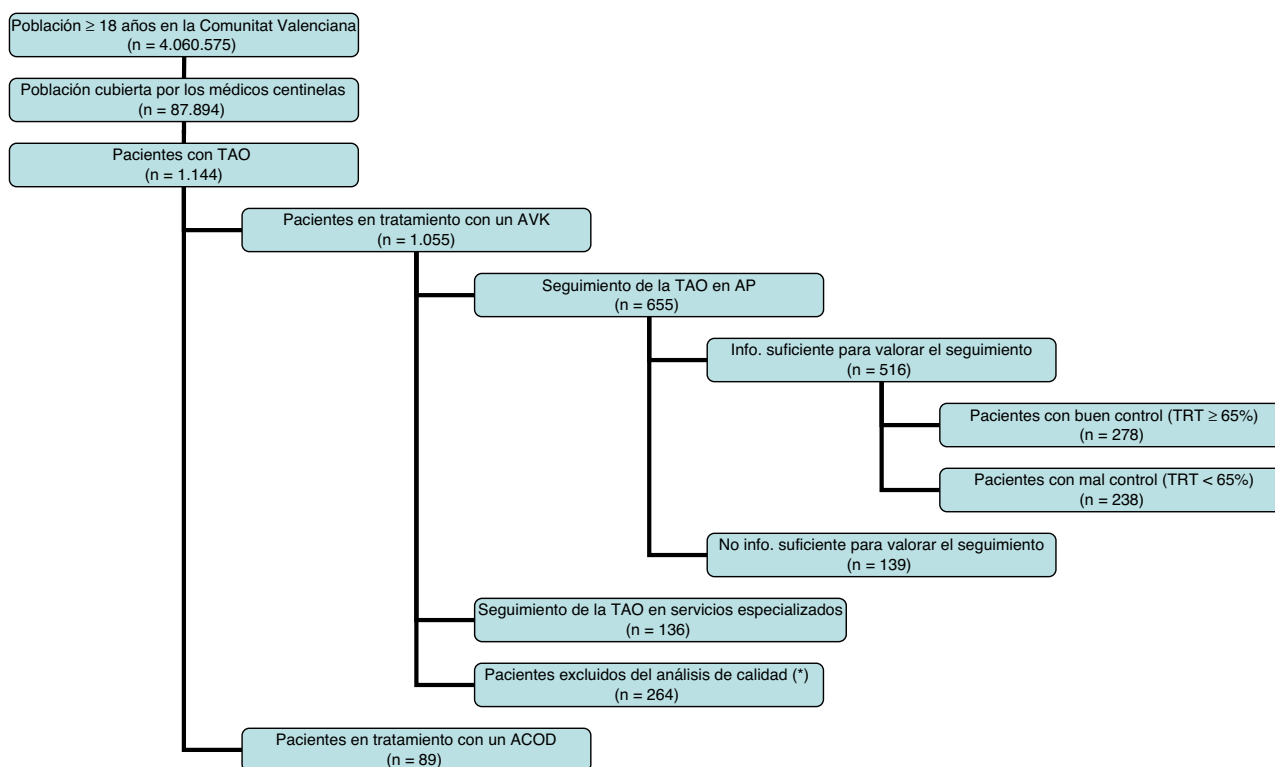 Población ≥ 18 años en la Comunitat Valenciana
(n = 4.060.575)
Población cubierta por los médicos centinelas
(n = 87.894)
Pacientes con TAO
(n = 1.144)
Pacientes en tratamiento con un AVK
(n = 1.055)
Seguimiento de la TAO en AP
(n = 655)
Info. suficiente para valorar el seguimiento
(n = 516)
Pacientes con buen control (TRT ≥ 65%)
(n = 278)
Pacientes con mal control (TRT < 65%)
(n = 238)
No info. suficiente para valorar el seguimiento
(n = 139)
Seguimiento de la TAO en servicios especializados
(n = 136)
Pacientes excluidos del análisis de calidad (*)
(n = 264)
Pacientes en tratamiento con un ACOD
(n = 89)